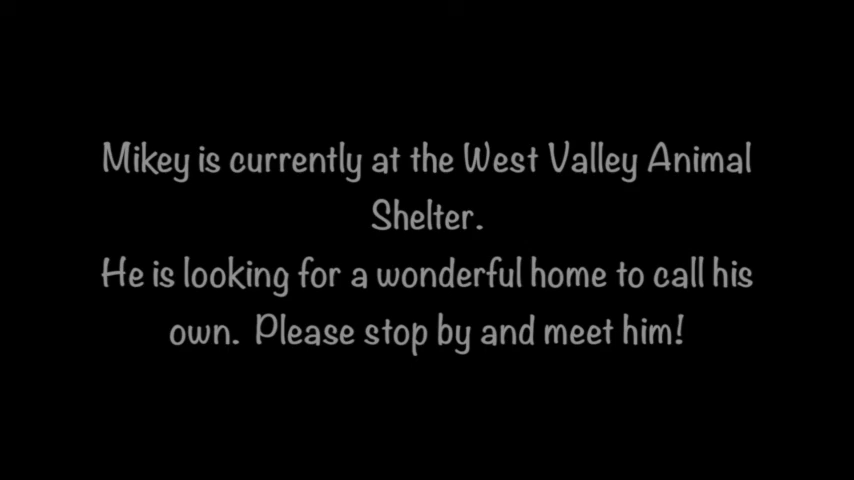 Mikey is currently at the West Valley Animal
Shelter.
He is looking for a wonderful home to call his
own.  Please stop by and meet him!